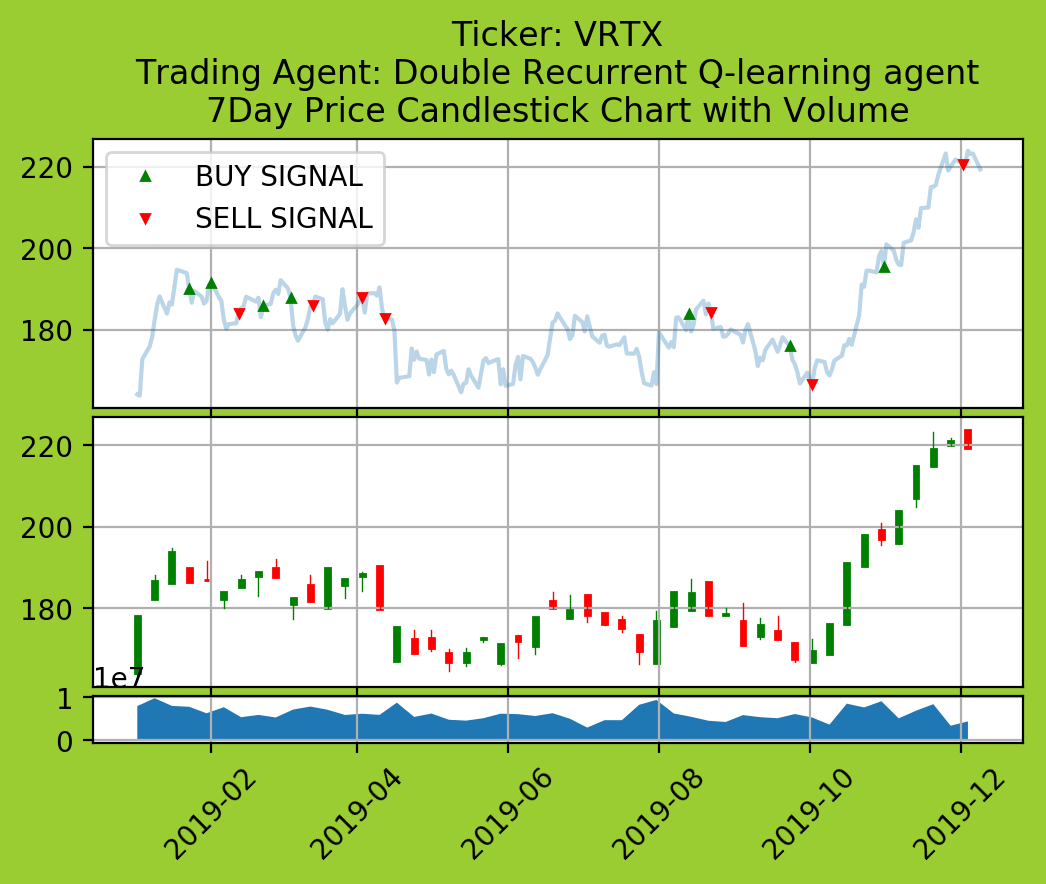 Ticker: VRTX
Trading Agent: Double Recurrent Q-learning agent
7Day Price Candlestick Chart with Volume
BUY SIGNAL
SELL SIGNAL
220
200
180
220
200
180
1e7
1
0
2019-02
2019-04
2019-06
2019-08
2019-10
2019-12